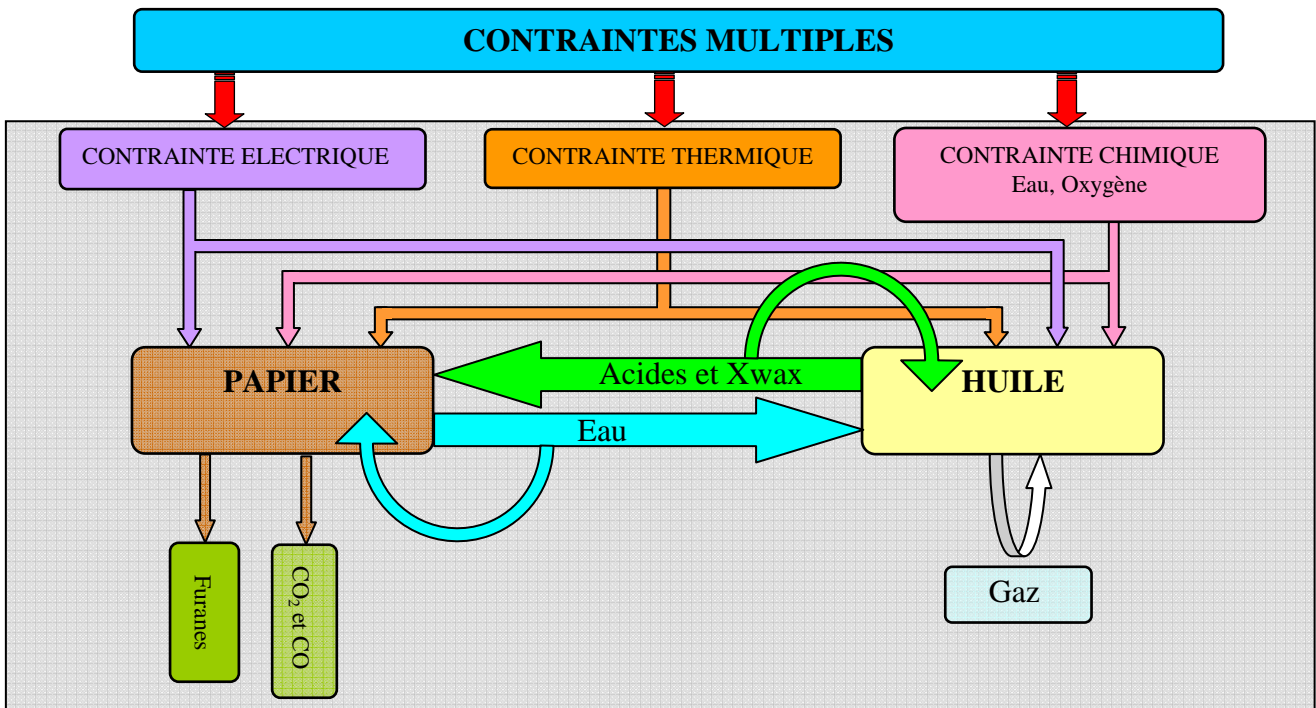 CONTRAINTES MULTIPLES
CONTRAINTE ELECTRIQUE
CONTRAINTE THERMIQUE
CONTRAINTE CHIMIQUE
Eau, Oxygène
PAPIER
Acides et Xwax
HUILE
Eau
Furanes
CO₂ et CO
Gaz